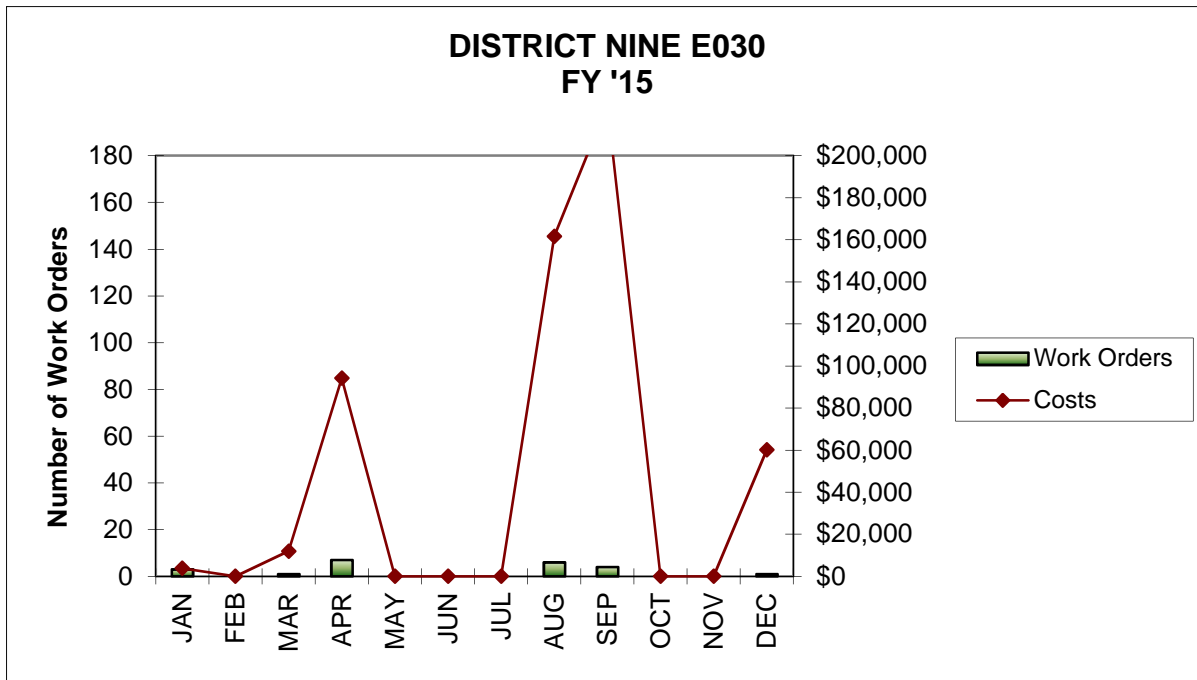 DISTRICT NINE E030
FY '15
Number of Work Orders
180
160
140
120
100
80
60
40
20
0
$200,000
$180,000
$160,000
$140,000
$120,000
$100,000
$80,000
$60,000
$40,000
$20,000
$0
JAN
FEB
MAR
APR
MAY
JUN
JUL
AUG
SEP
OCT
NOV
DEC
Work Orders
Costs